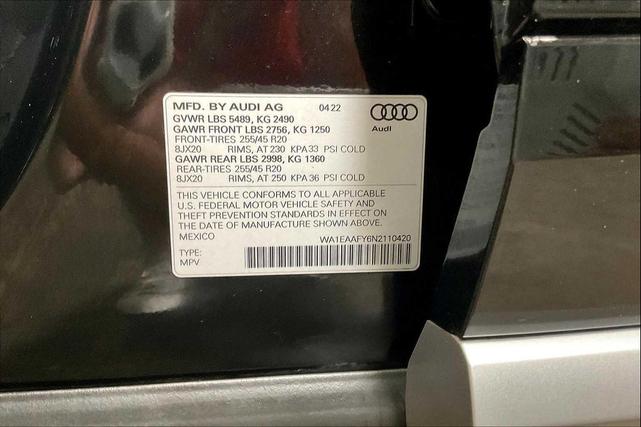 MFD. BY AUDI AG 04 22
GVWR LBS 5489, KG 2490
GAWR FRONT LBS 2756, KG 1250
FRONT-TIRES 255/45 R20
8JX20 RIMS, AT 230 KPA 33 PSI COLD
GAWR REAR LBS 2998, KG 1360
REAR-TIRES 255/45 R20
8JX20 RIMS, AT 250 KPA 36 PSI COLD
Audi
THIS VEHICLE CONFORMS TO ALL APPLICABLE
U.S. FEDERAL MOTOR VEHICLE SAFETY AND
THEFT PREVENTION STANDARDS IN EFFECT ON
THE DATE OF MANUFACTURE SHOWN ABOVE.
MEXICO WA1EAAFY6N2110420
TYPE:
MPV